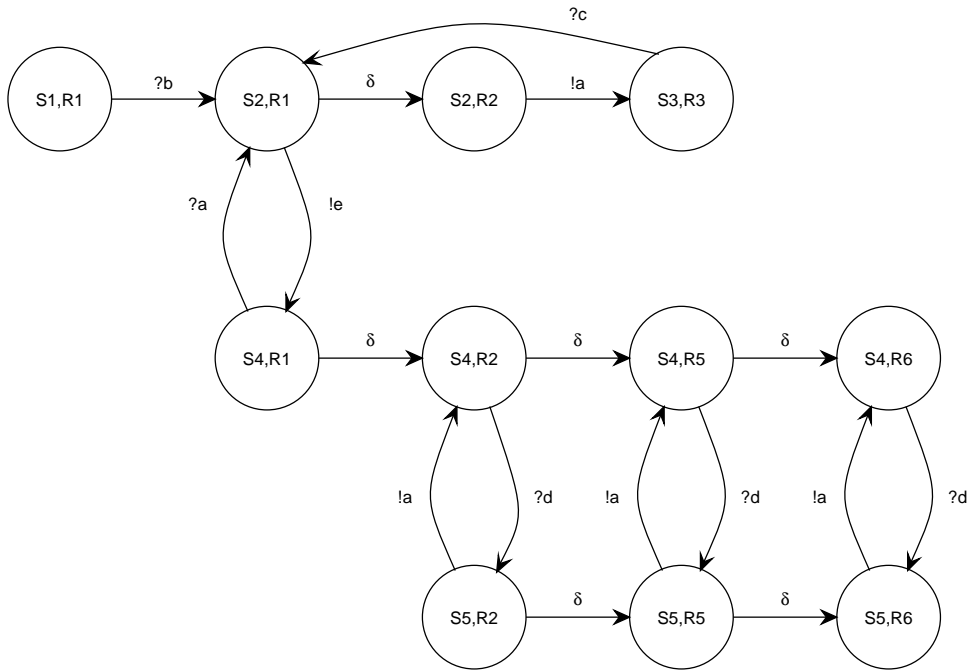 ?c
?b
δ
!a
S1,R1
S2,R1
S2,R2
S3,R3
?a
!e
δ
δ
δ
S4,R1
S4,R2
S4,R5
S4,R6
!a
?d
!a
?d
!a
?d
δ
δ
S5,R2
S5,R5
S5,R6